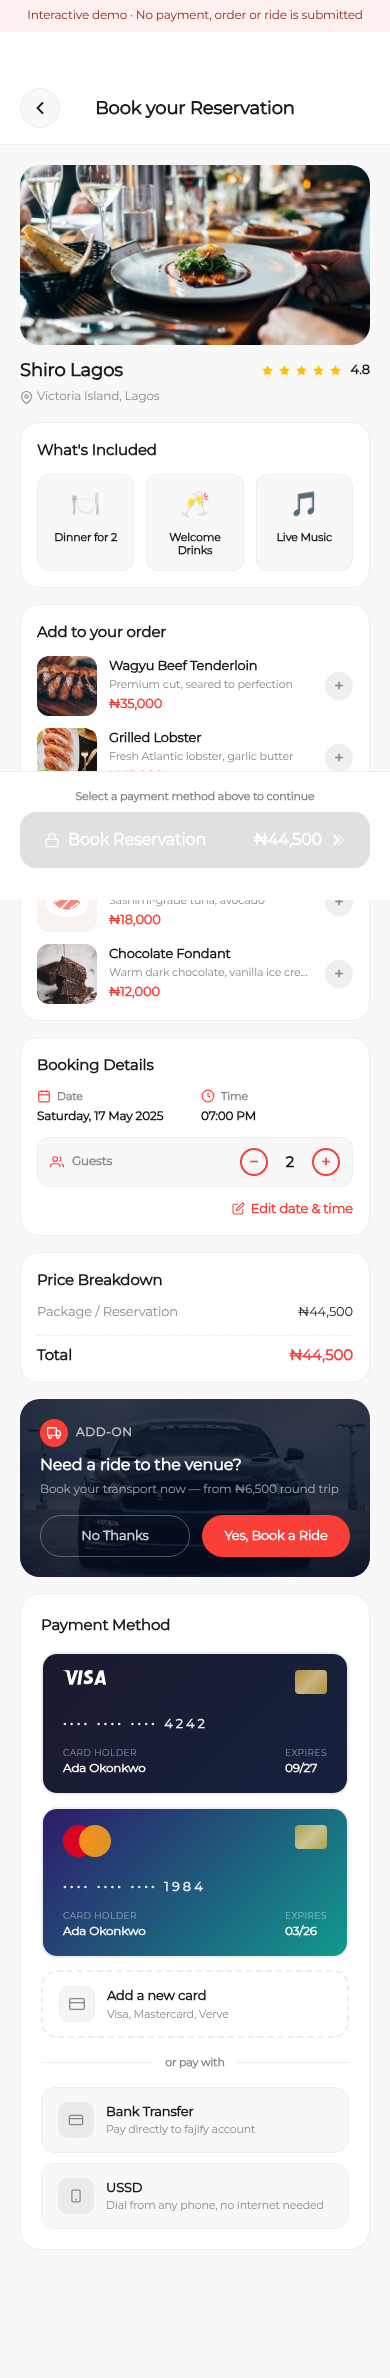 Interactive demo · No payment, order or ride is submitted
Book your Reservation
Shiro Lagos
4.8
Victoria Island, Lagos
What's Included
Dinner for 2
Welcome
Drinks
Live Music
Add to your order
Wagyu Beef Tenderloin
Premium cut, seared to perfection
₦35,000
Grilled Lobster
Fresh Atlantic lobster, garlic butter
Select a payment method above to continue
Book Reservation
₦44,500
Sashimi-grade tuna, avocado
₦18,000
Chocolate Fondant
Warm dark chocolate, vanilla ice cre...
₦12,000
Booking Details
Date
Time
Saturday, 17 May 2025
07:00 PM
Guests
2
Edit date & time
Price Breakdown
Package / Reservation
₦44,500
Total
₦44,500
ADD-ON
Need a ride to the venue?
Book your transport now — from ₦6,500 round trip
No Thanks
Yes, Book a Ride
Payment Method
VISA
•••• •••• •••• 4242
CARD HOLDER
EXPIRES
Ada Okonkwo
09/27
•••• •••• •••• 1984
CARD HOLDER
EXPIRES
Ada Okonkwo
03/26
Add a new card
Visa, Mastercard, Verve
or pay with
Bank Transfer
Pay directly to fajify account
USSD
Dial from any phone, no internet needed